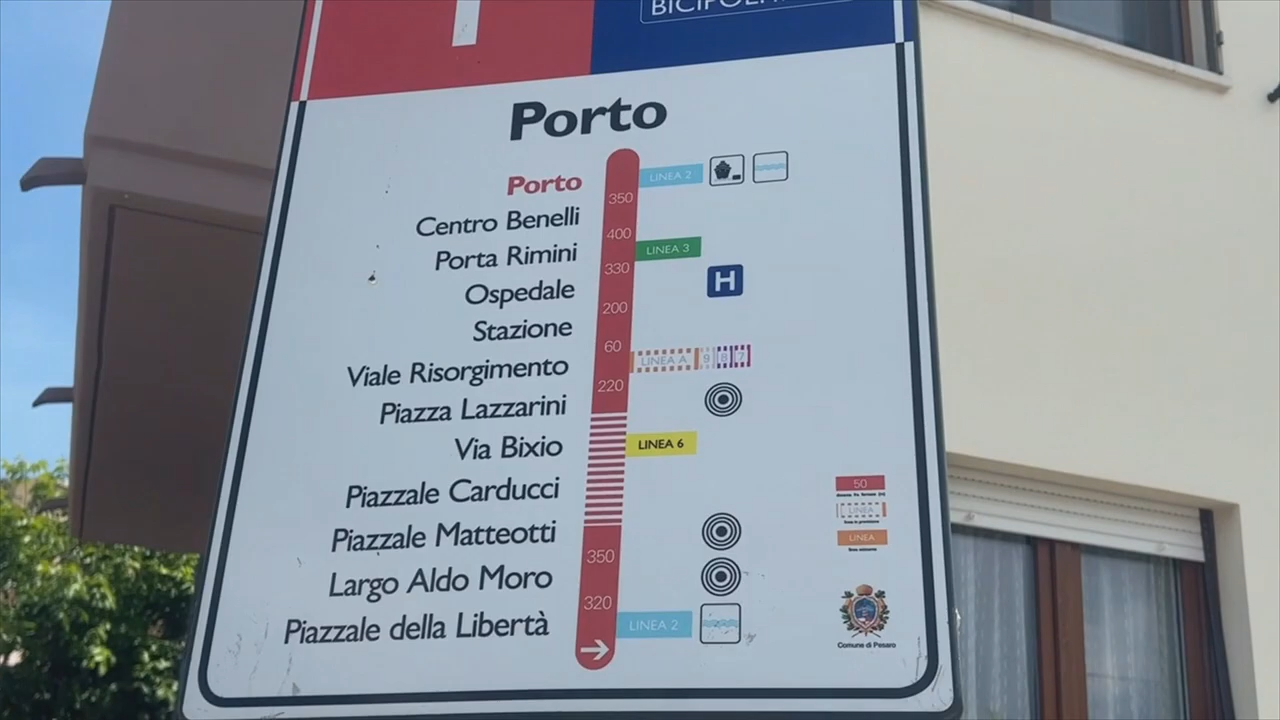 Porto
Porto
350
LINEA 2
Centro Benelli
400
Porta Rimini
330
LINEA 3
Ospedale
200
H
Stazione
60
Viale Risorgimento
220
LINEA A 9 8 7
Piazza Lazzarini
Via Bixio
LINEA 6
Piazzale Carducci
Piazzale Matteotti
350
Largo Aldo Moro
320
Piazzale della Libertà
LINEA 2
50
LINEA
LINEA
Comune di Pesaro